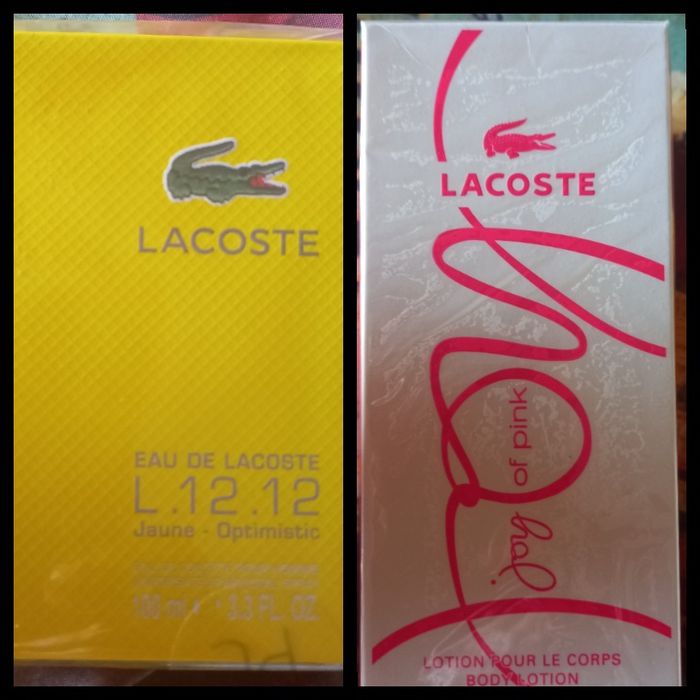 LACOSTE
EAU DE LACOSTE
L.12.12
Jaune - Optimistic
100 ml e 3.3 FL. OZ.
LACOSTE
of pink
LOTION POUR LE CORPS
BODY LOTION